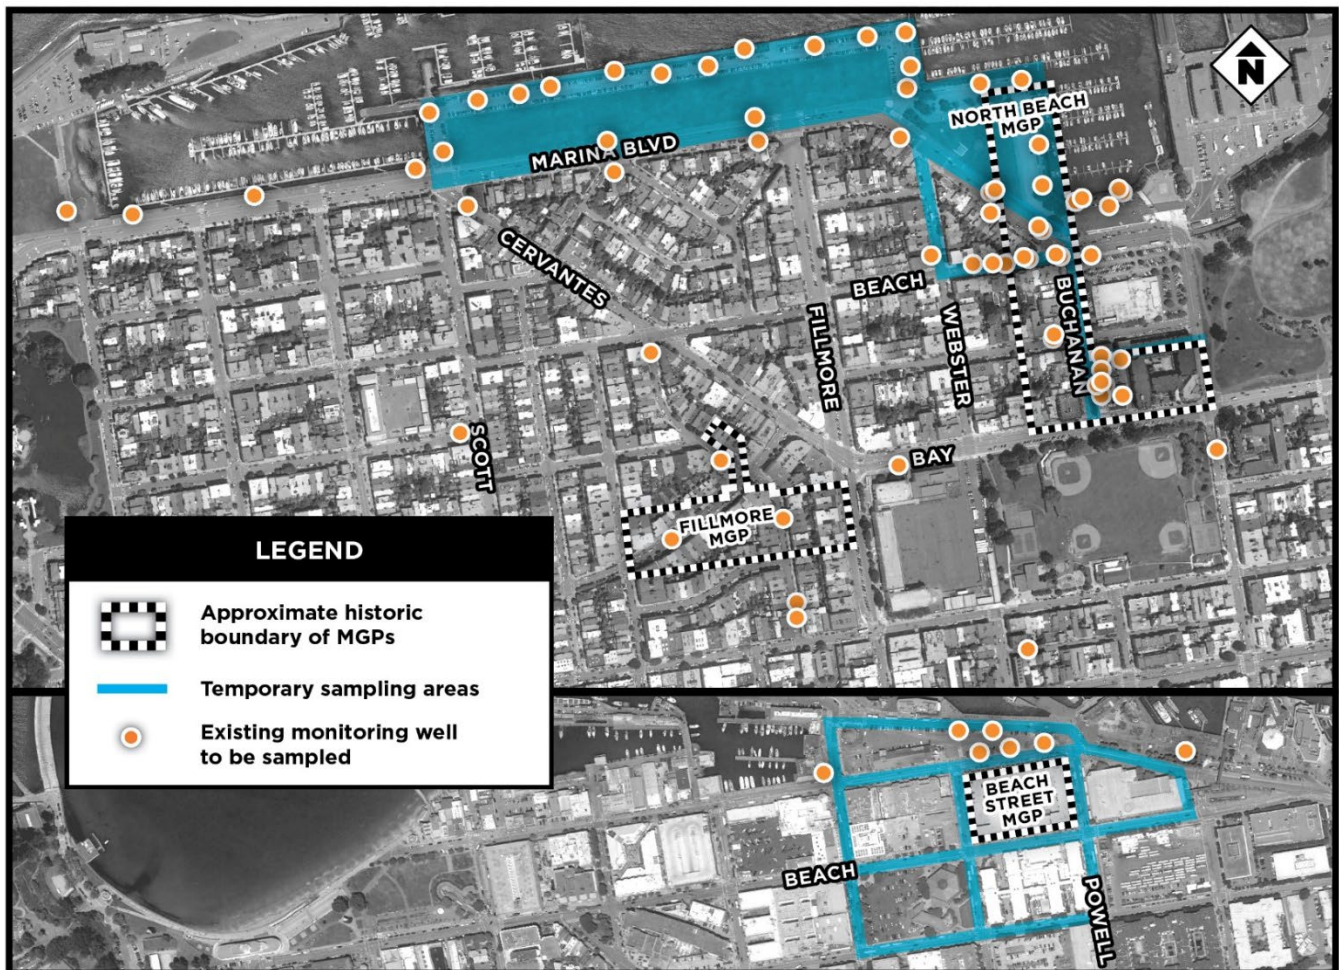 N
NORTH BEACH
MGP
MARINA BLVD
CERVANTES
BEACH
FILLMORE
WEBSTER
BUCHANAN
SCOTT
BAY
FILLMORE
MGP
LEGEND
Approximate historic
boundary of MGPs
Temporary sampling areas
Existing monitoring well
to be sampled
BEACH
STREET
MGP
BEACH
POWELL